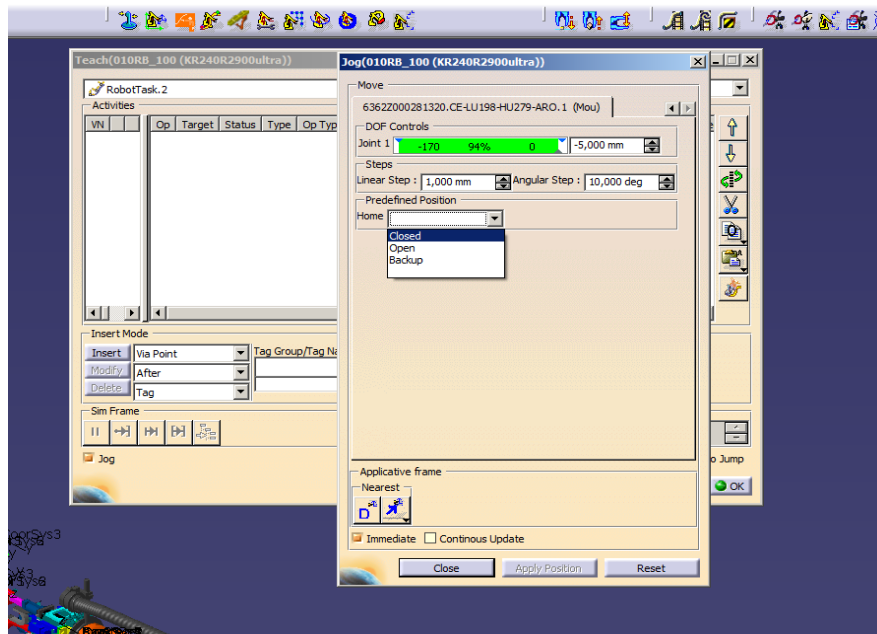 Teach(010RB_100 (KR240R2900ultra))
RobotTask.2
Activities
VN Op Target Status Type Op Typ
Insert Mode
Insert Via Point Tag Group/Tag Na
Modify After
Delete Tag
Sim Frame
Jog
o Jump
OK
Jog(010RB_100 (KR240R2900ultra))
Move
6362Z000281320.CE-LU198-HU279-ARO.1 (Mou)
DOF Controls
Joint 1 -170 94% 0 -5,000 mm
Steps
Linear Step : 1,000 mm Angular Step : 10,000 deg
Predefined Position
Home
Closed
Open
Backup
Applicative frame
Nearest
D
Immediate Continous Update
Close Apply Position Reset